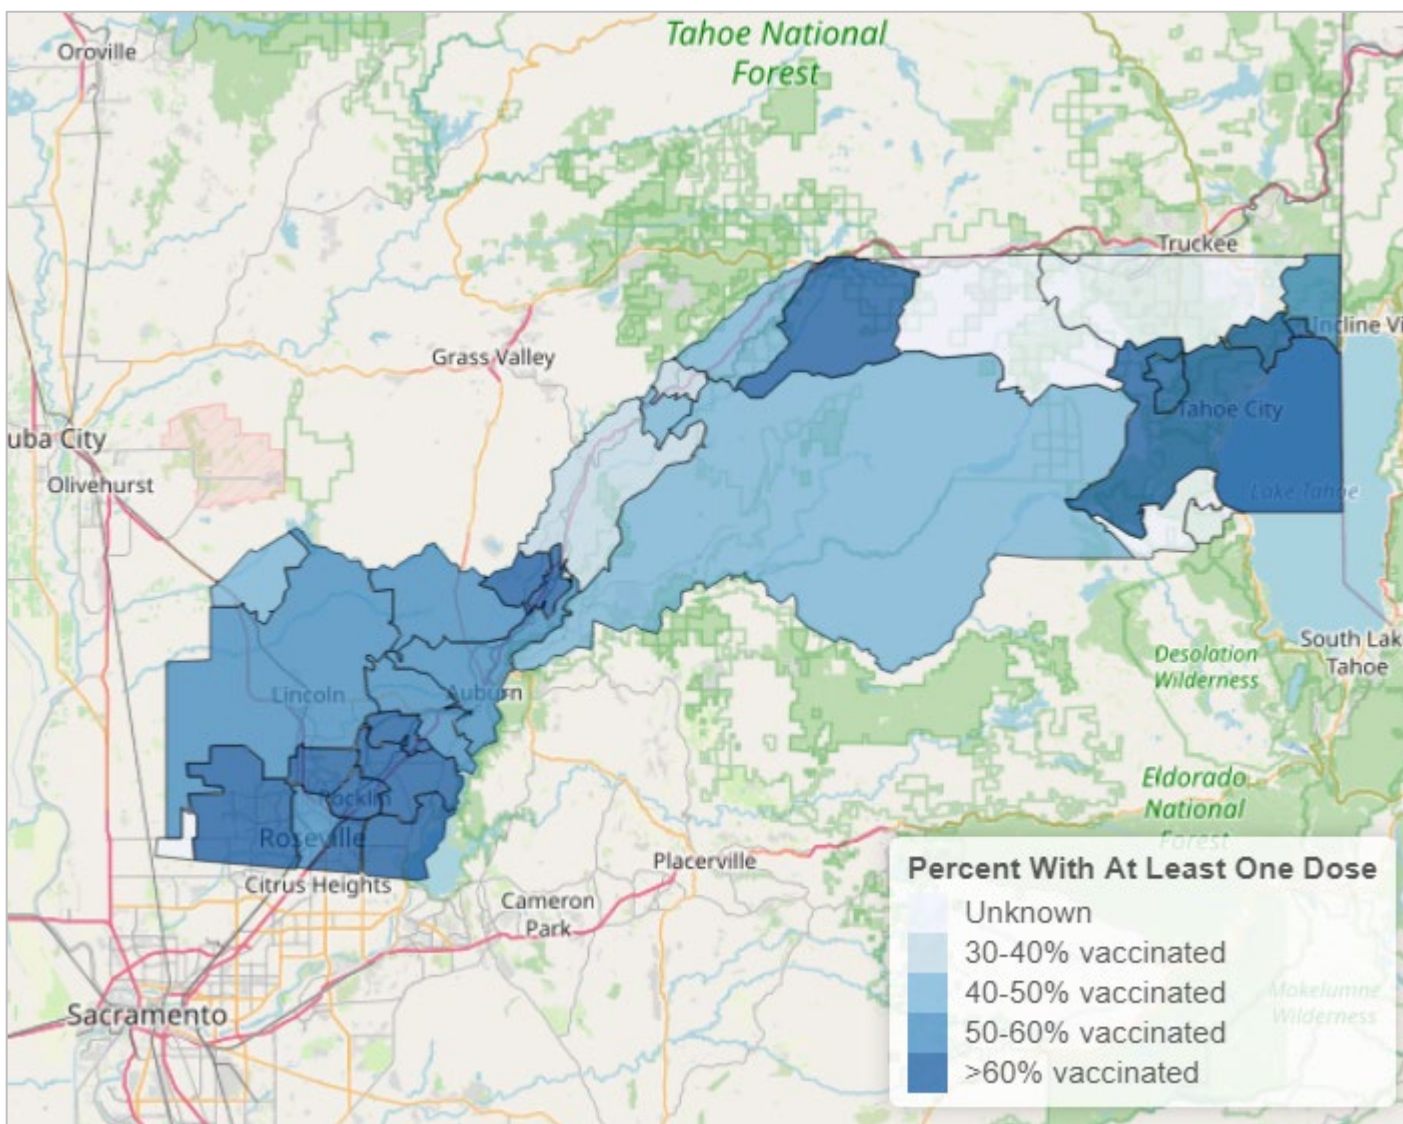 Tahoe National
Forest
Oroville
Truckee
Incline Vi
Grass Valley
Tahoe City
uba City
Olivehurst
Lake Tahoe
South Lak
Tahoe
Desolation
Wilderness
Lincoln
Auburn
Eldorado
National
Forest
Rocklin
Roseville
Citrus Heights
Placerville
Cameron
Park
Sacramento
Mokelumne
Wilderness
Percent With At Least One Dose
Unknown
30-40% vaccinated
40-50% vaccinated
50-60% vaccinated
>60% vaccinated